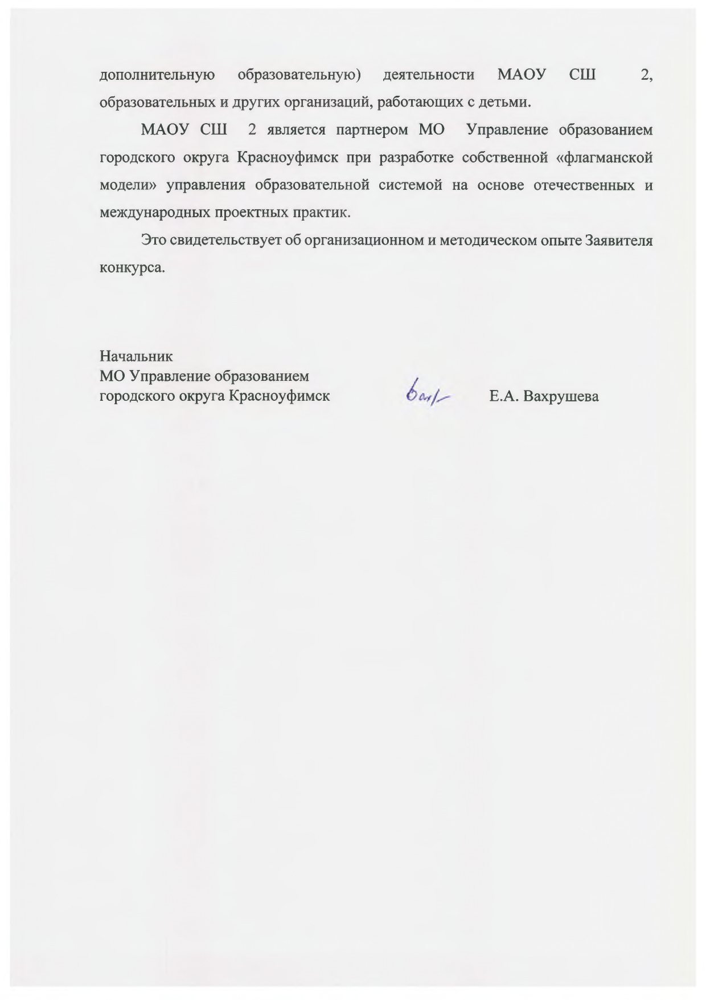 дополнительную образовательную) деятельности МАОУ СШ 2,
образовательных и других организаций, работающих с детьми.
МАОУ СШ 2 является партнером МО Управление образованием
городского округа Красноуфимск при разработке собственной «флагманской
модели» управления образовательной системой на основе отечественных и
международных проектных практик.
Это свидетельствует об организационном и методическом опыте Заявителя
конкурса.
Начальник
МО Управление образованием
городского округа Красноуфимск Е.А. Вахрушева